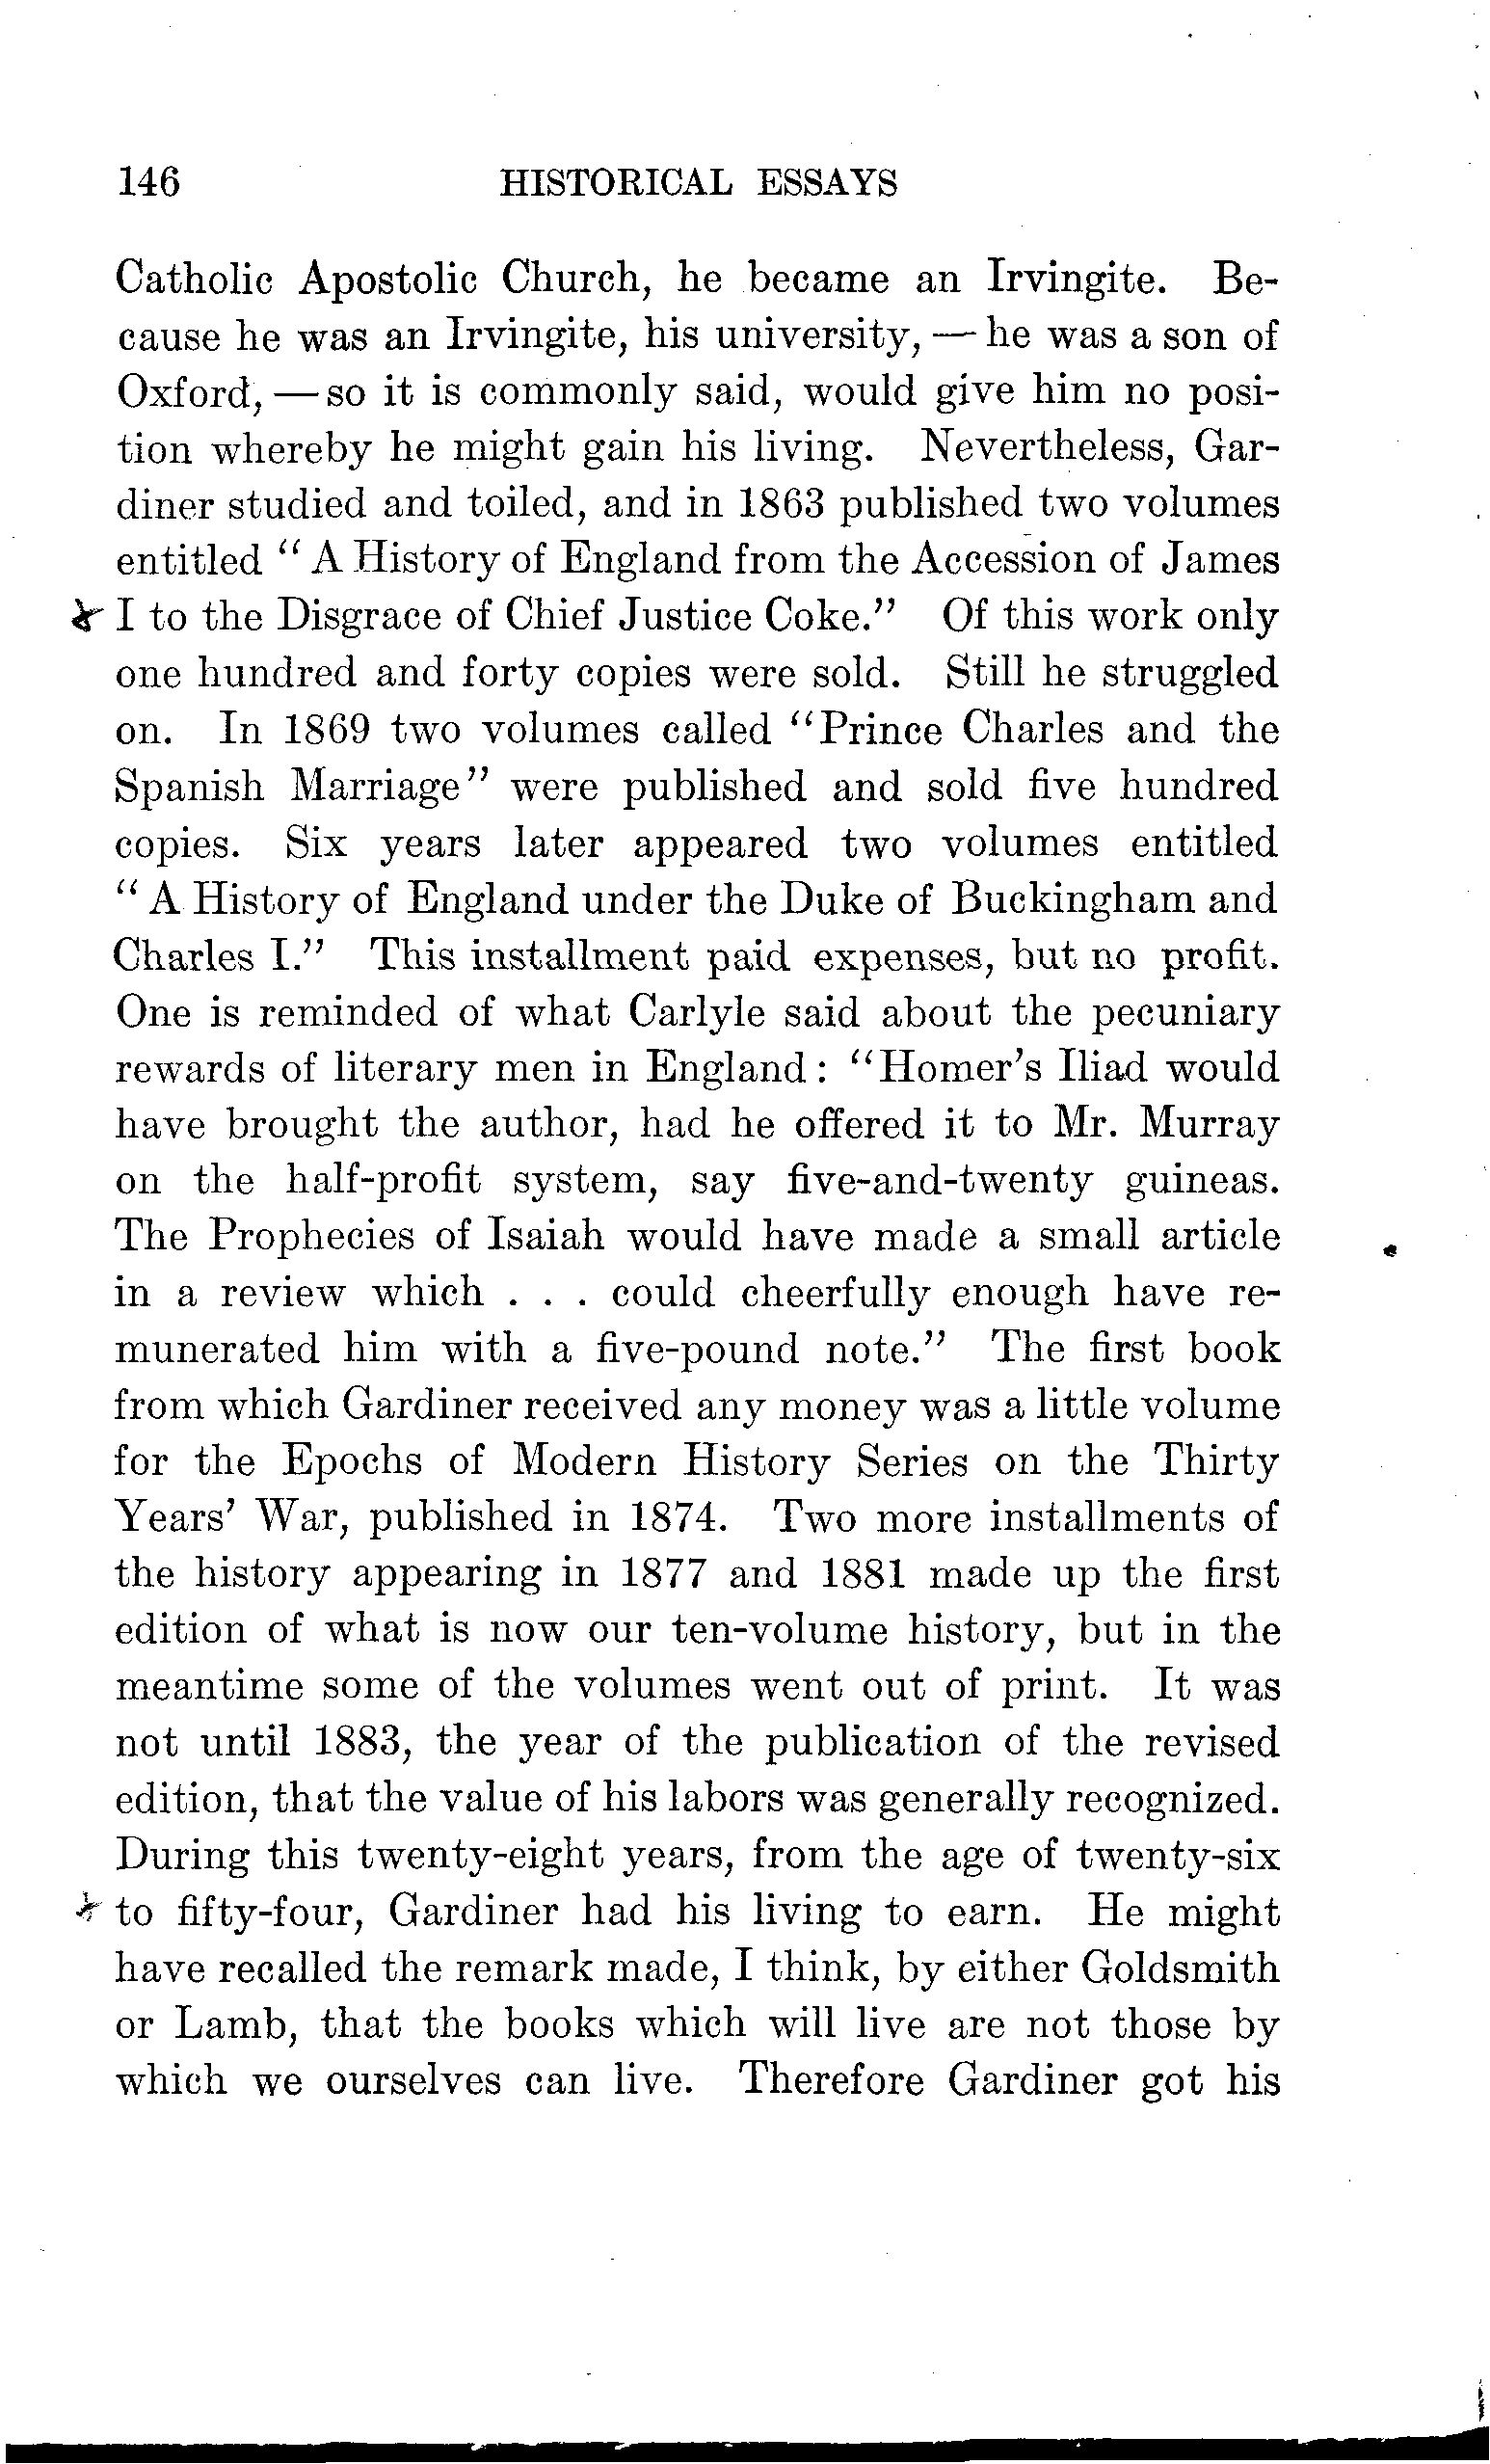 146 HISTORICAL ESSAYS
Catholic Apostolic Church, he became an Irvingite. Be-
cause he was an Irvingite, his university, — he was a son of
Oxford, — so it is commonly said, would give him no posi-
tion whereby he might gain his living. Nevertheless, Gar-
diner studied and toiled, and in 1863 published two volumes
entitled “A History of England from the Accession of James
I to the Disgrace of Chief Justice Coke.” Of this work only
one hundred and forty copies were sold. Still he struggled
on. In 1869 two volumes called “Prince Charles and the
Spanish Marriage” were published and sold five hundred
copies. Six years later appeared two volumes entitled
“A History of England under the Duke of Buckingham and
Charles I.” This installment paid expenses, but no profit.
One is reminded of what Carlyle said about the pecuniary
rewards of literary men in England: “Homer’s Iliad would
have brought the author, had he offered it to Mr. Murray
on the half-profit system, say five-and-twenty guineas.
The Prophecies of Isaiah would have made a small article
in a review which . . . could cheerfully enough have re-
munerated him with a five-pound note.” The first book
from which Gardiner received any money was a little volume
for the Epochs of Modern History Series on the Thirty
Years’ War, published in 1874. Two more installments of
the history appearing in 1877 and 1881 made up the first
edition of what is now our ten-volume history, but in the
meantime some of the volumes went out of print. It was
not until 1883, the year of the publication of the revised
edition, that the value of his labors was generally recognized.
During this twenty-eight years, from the age of twenty-six
to fifty-four, Gardiner had his living to earn. He might
have recalled the remark made, I think, by either Goldsmith
or Lamb, that the books which will live are not those by
which we ourselves can live. Therefore Gardiner got his